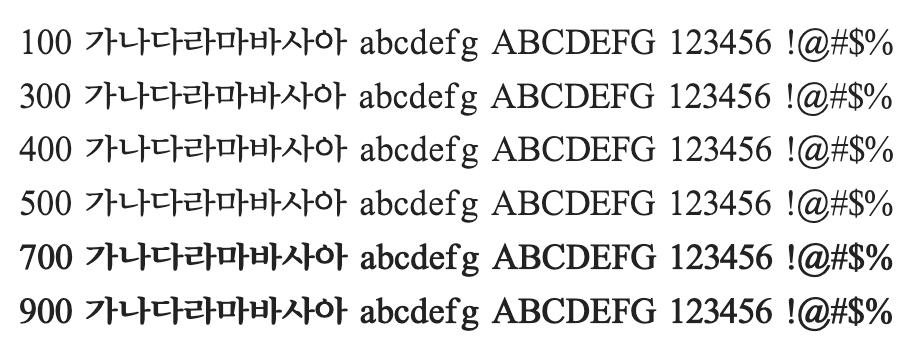 100 가나다라마바사아 abcdefg ABCDEFG 123456 !@#$%
300 가나다라마바사아 abcdefg ABCDEFG 123456 !@#$%
400 가나다라마바사아 abcdefg ABCDEFG 123456 !@#$%
500 가나다라마바사아 abcdefg ABCDEFG 123456 !@#$%
700 가나다라마바사아 abcdefg ABCDEFG 123456 !@#$%
900 가나다라마바사아 abcdefg ABCDEFG 123456 !@#$%